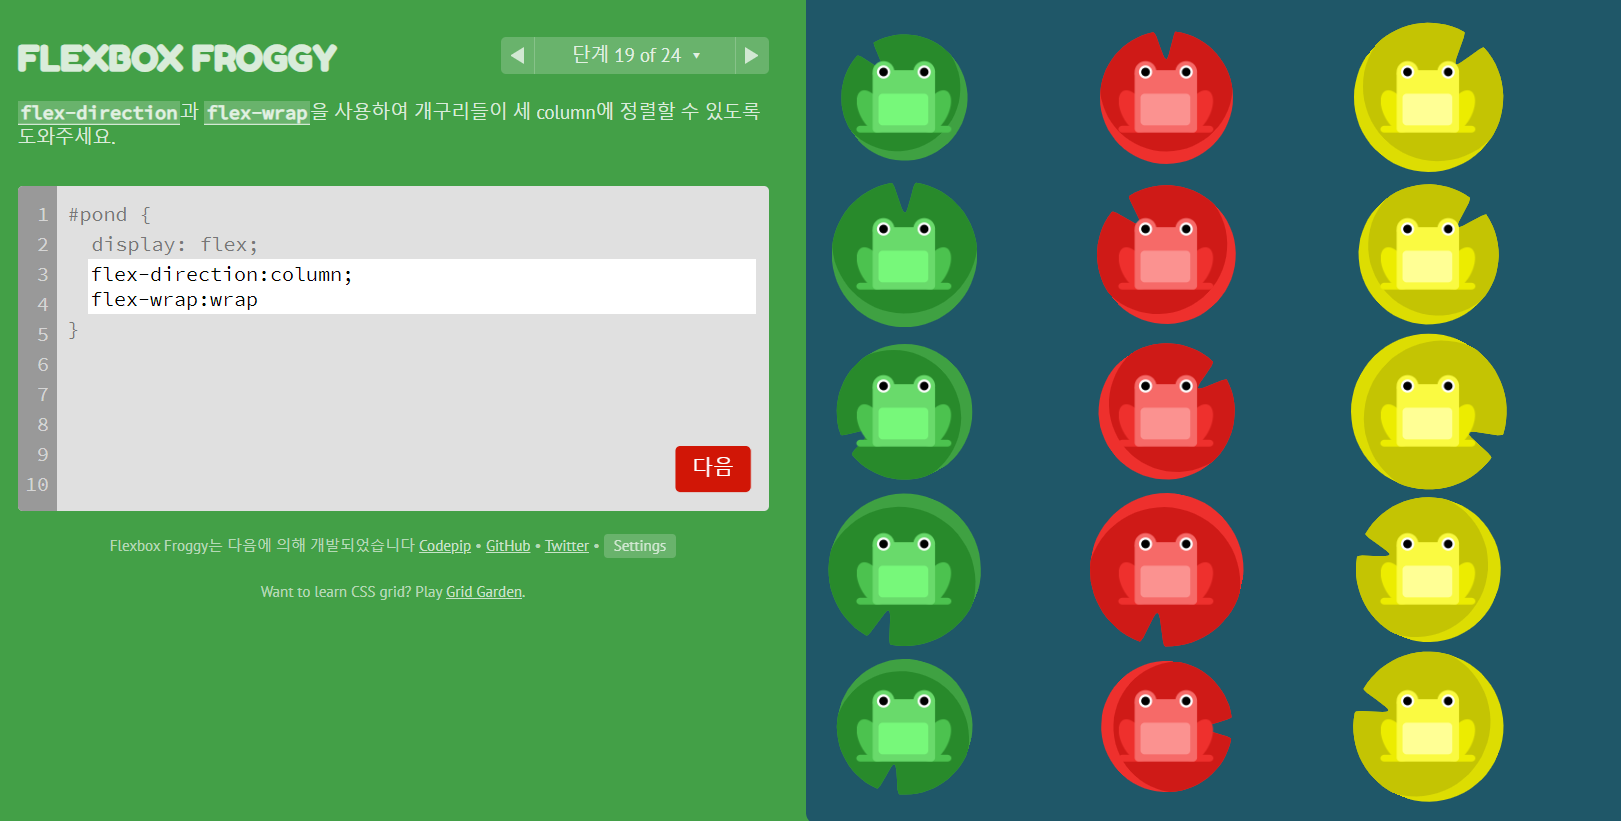 FLEXBOX FROGGY
◀ 단계 19 of 24 ▼ ▶
flex-direction과 flex-wrap을 사용하여 개구리들이 세 column에 정렬할 수 있도록
도와주세요.
1 #pond {
2 display: flex;
3 flex-direction:column;
4 flex-wrap:wrap
5 }
6
7
8
9
10
다음
Flexbox Froggy는 다음에 의해 개발되었습니다 Codepip • GitHub • Twitter • Settings
Want to learn CSS grid? Play Grid Garden.